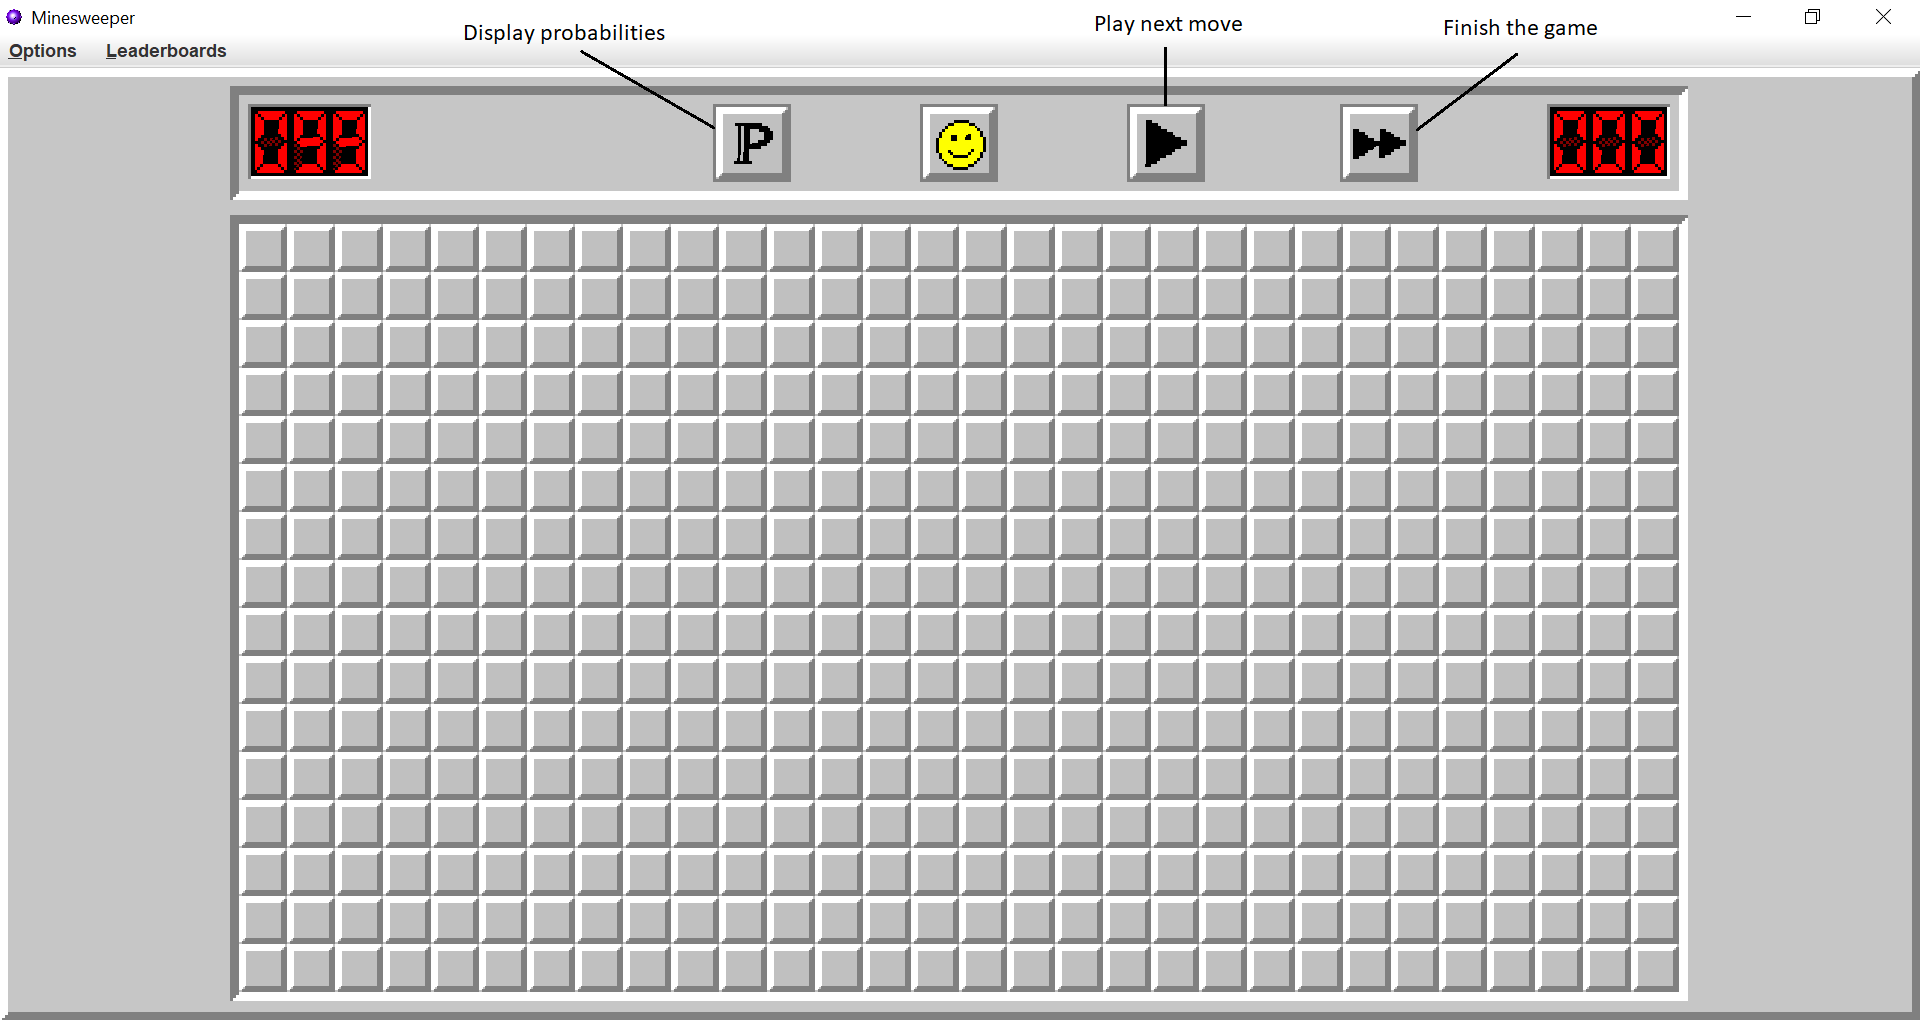 Minesweeper
Options Leaderboards
Display probabilities
Play next move
Finish the game
P